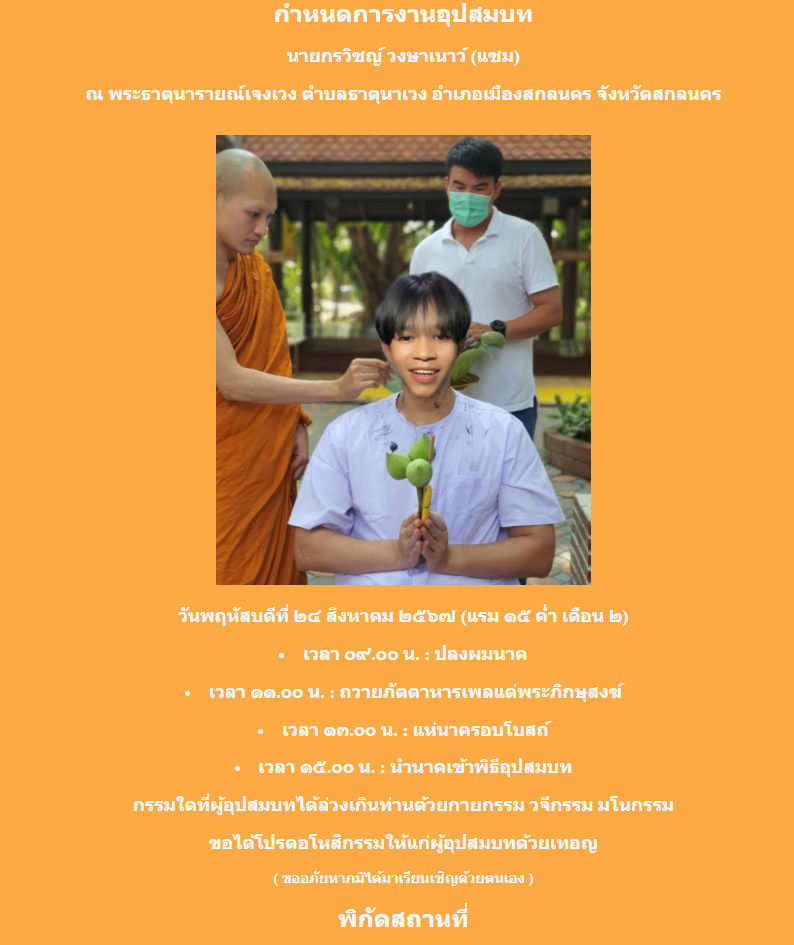 กำหนดการงานอุปสมบท
นายกรวิชญ์ วงษาเนาว์ (แซม)
ณ พระธาตุนารายณ์เจงเวง ตำบลธาตุนาเวง อำเภอเมืองสกลนคร จังหวัดสกลนคร
วันพฤหัสบดีที่ ๒๔ สิงหาคม ๒๕๖๗ (แรม ๑๕ ค่ำ เดือน ๒)
• เวลา ๐๙.๐๐ น. : ปลงผมนาค
• เวลา ๑๑.๐๐ น. : ถวายภัตตาหารเพลแด่พระภิกษุสงฆ์
• เวลา ๑๓.๐๐ น. : แห่นาครอบโบสถ์
• เวลา ๑๕.๐๐ น. : นำนาคเข้าพิธีอุปสมบท
กรรมใดที่ผู้อุปสมบทได้ล่วงเกินท่านด้วยกายกรรม วจีกรรม มโนกรรม
ขอได้โปรดอโหสิกรรมให้แก่ผู้อุปสมบทด้วยเทอญ
( ขออภัยหากมิได้มาเรียนเชิญด้วยตนเอง )
พิกัดสถานที่